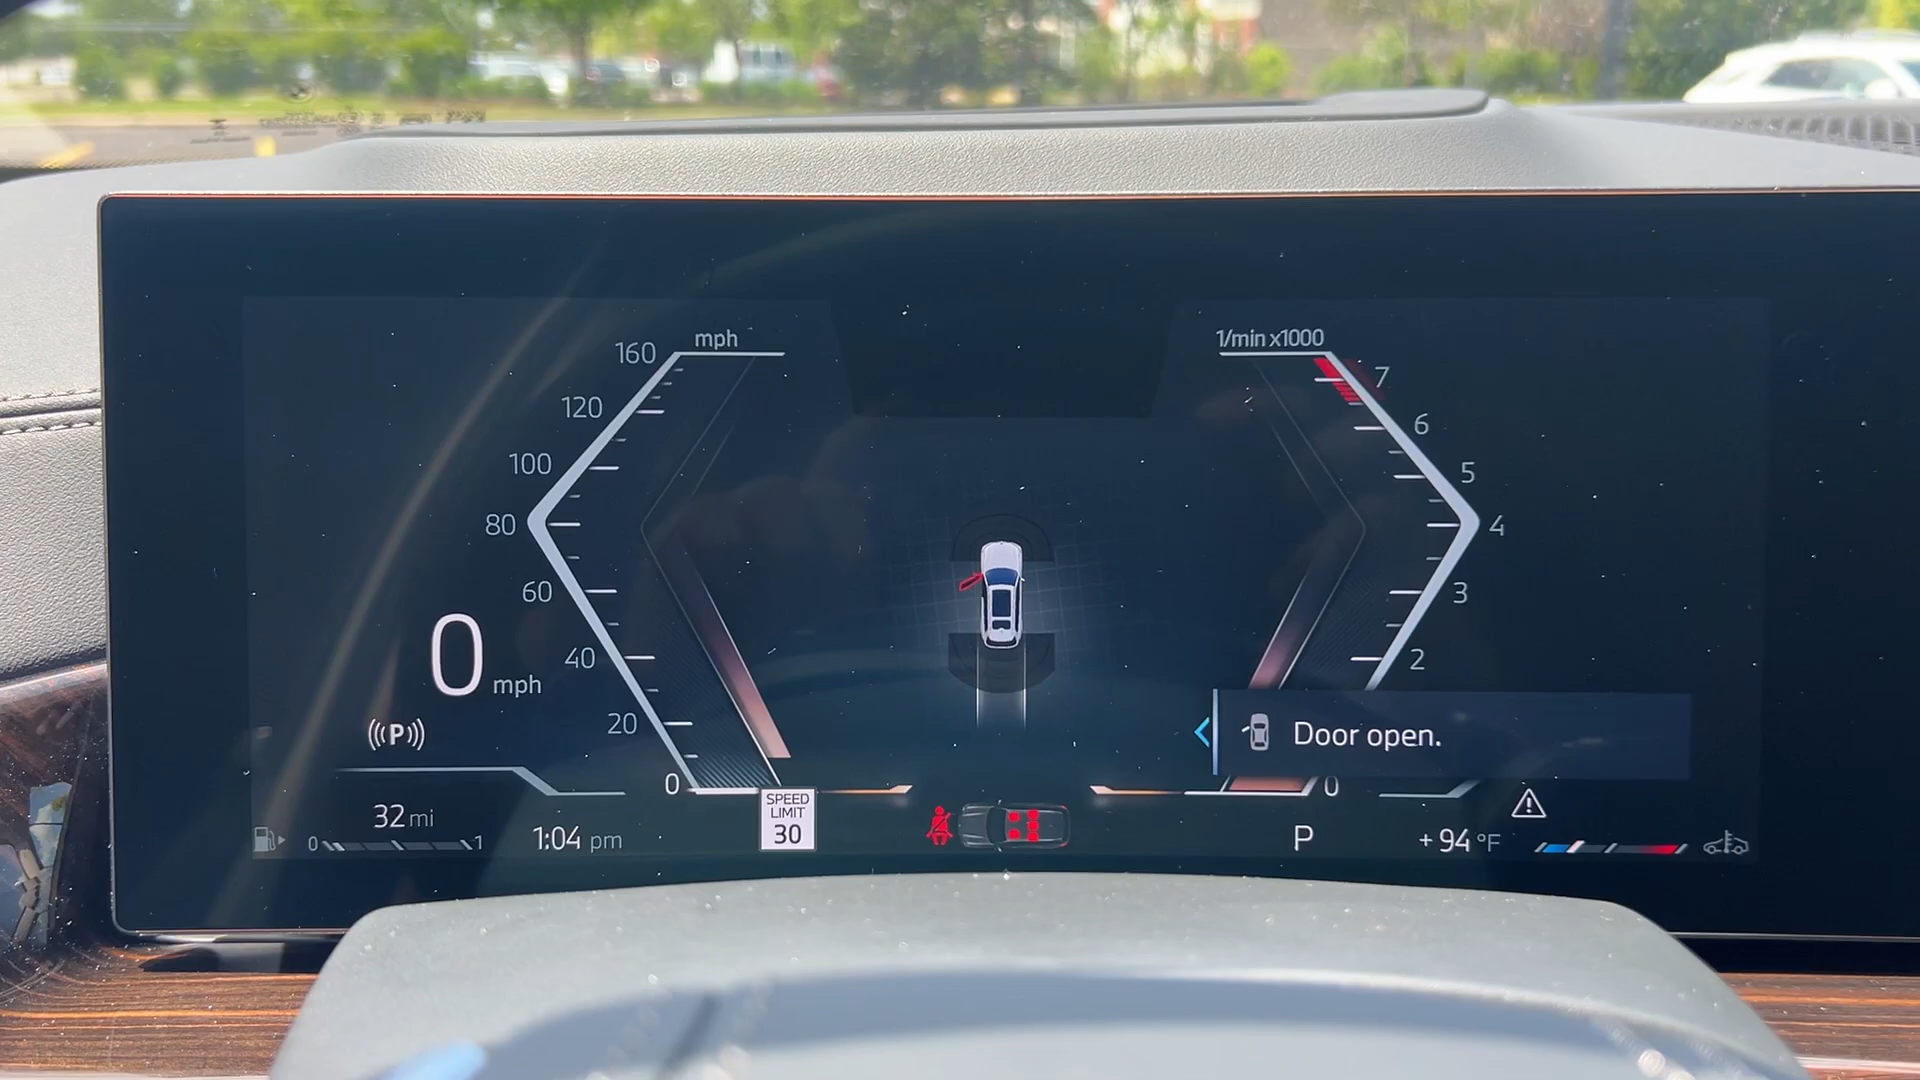 mph
160
120
100
80
60
40
20
0
0 mph
((P))
32 mi
0 1
1:04 pm
SPEED
LIMIT
30
1/min x1000
7
6
5
4
3
2
0
Door open.
P
+94 °F